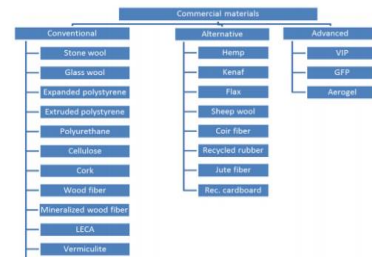 Commercial materials
Conventional
Stone wool
Glass wool
Expanded polystyrene
Extruded polystyrene
Polyurethane
Cellulose
Cork
Wood fiber
Mineralized wood fiber
LECA
Vermiculite
Alternative
Hemp
Kenaf
Flax
Sheep wool
Coir fiber
Recycled rubber
Jute fiber
Rec. cardboard
Advanced
VIP
GFP
Aerogel